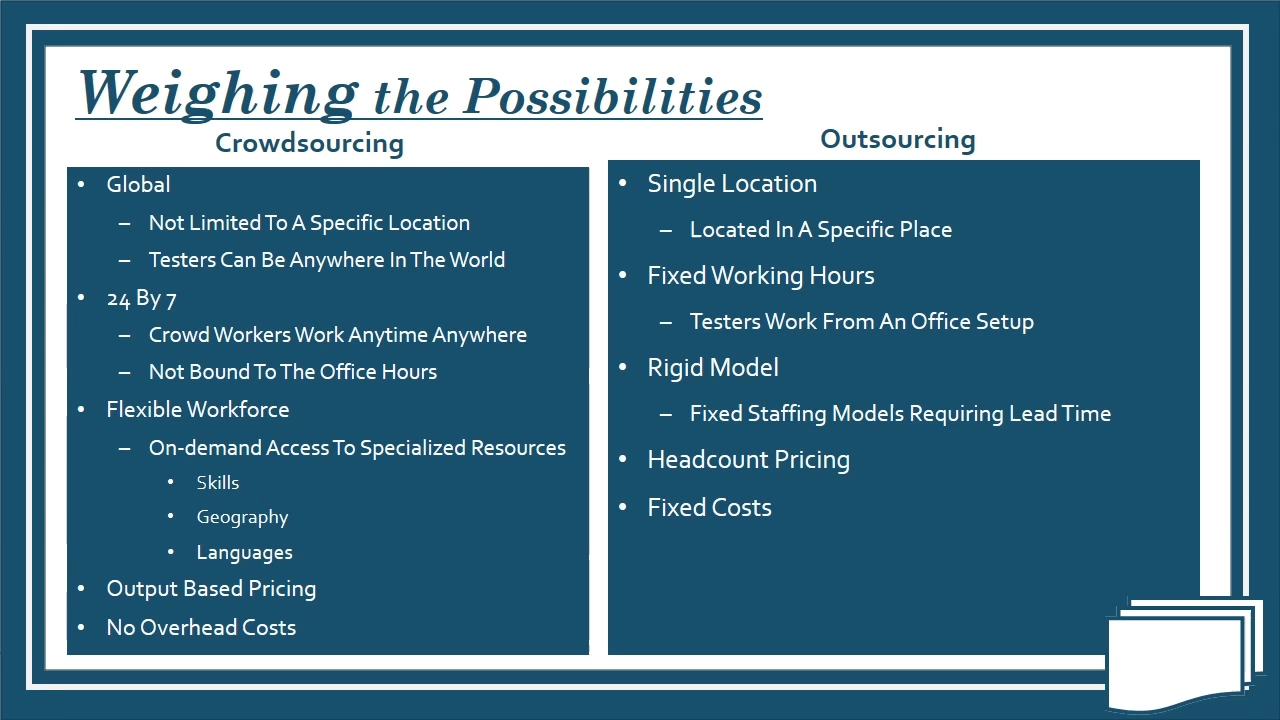 Weighing the Possibilities
Crowdsourcing
• Global
– Not Limited To A Specific Location
– Testers Can Be Anywhere In The World
• 24 By 7
– Crowd Workers Work Anytime Anywhere
– Not Bound To The Office Hours
• Flexible Workforce
– On-demand Access To Specialized Resources
• Skills
• Geography
• Languages
• Output Based Pricing
• No Overhead Costs
Outsourcing
• Single Location
– Located In A Specific Place
• Fixed Working Hours
– Testers Work From An Office Setup
• Rigid Model
– Fixed Staffing Models Requiring Lead Time
• Headcount Pricing
• Fixed Costs